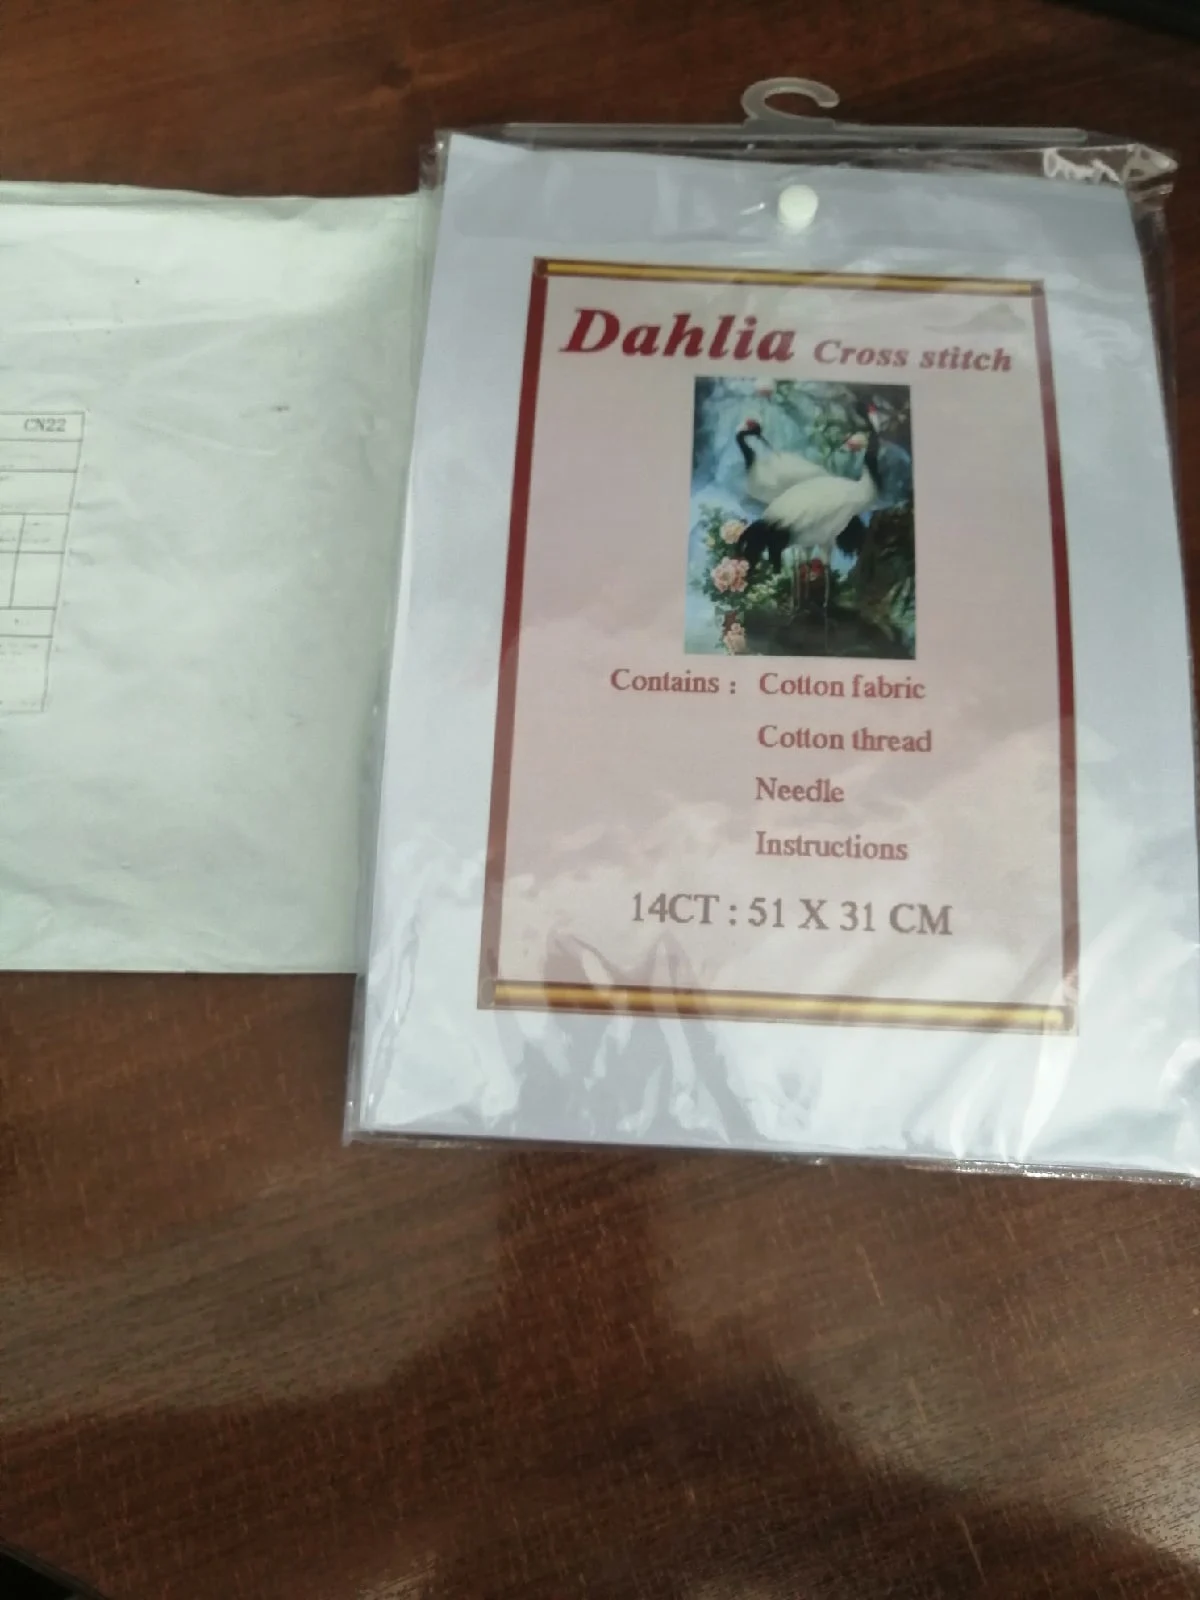 CN22
Dahlia Cross stitch
Contains : Cotton fabric
Cotton thread
Needle
Instructions
14CT : 51 X 31 CM